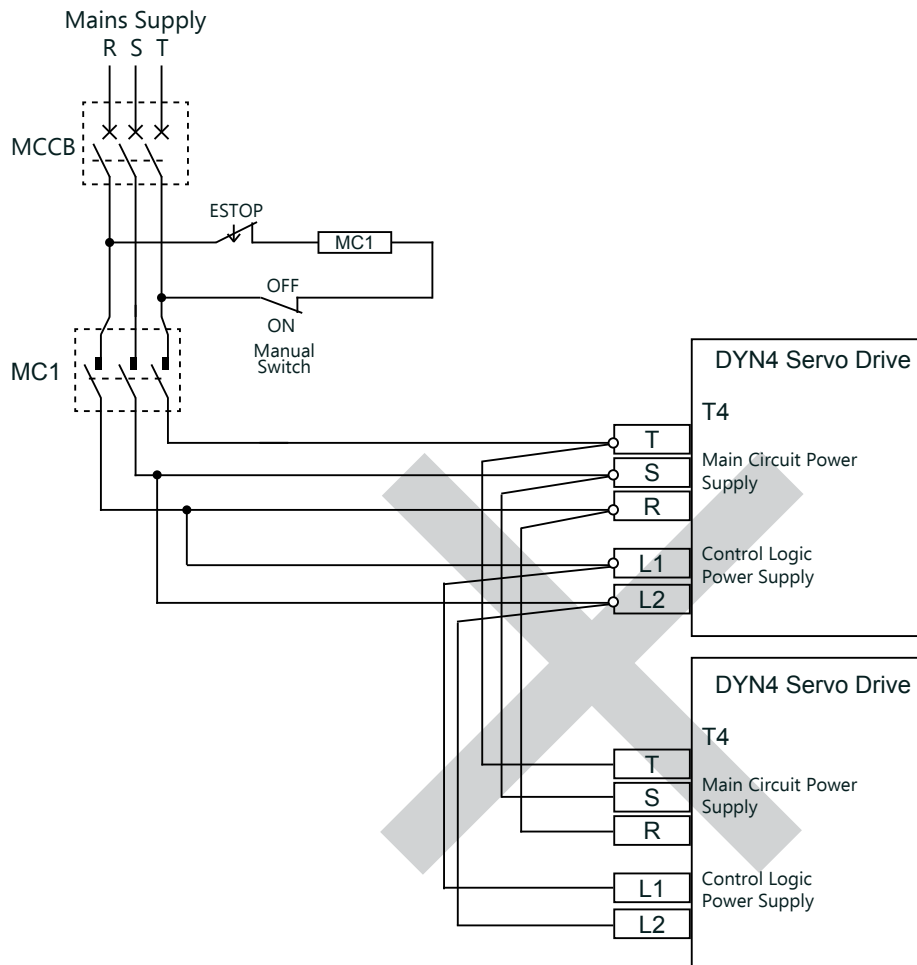 Mains Supply
R S T
MCCB
ESTOP
MC1
OFF
ON
Manual
Switch
MC1
DYN4 Servo Drive
T4
T
S
R
Main Circuit Power
Supply
L1
L2
Control Logic
Power Supply
DYN4 Servo Drive
T4
T
S
R
Main Circuit Power
Supply
L1
L2
Control Logic
Power Supply